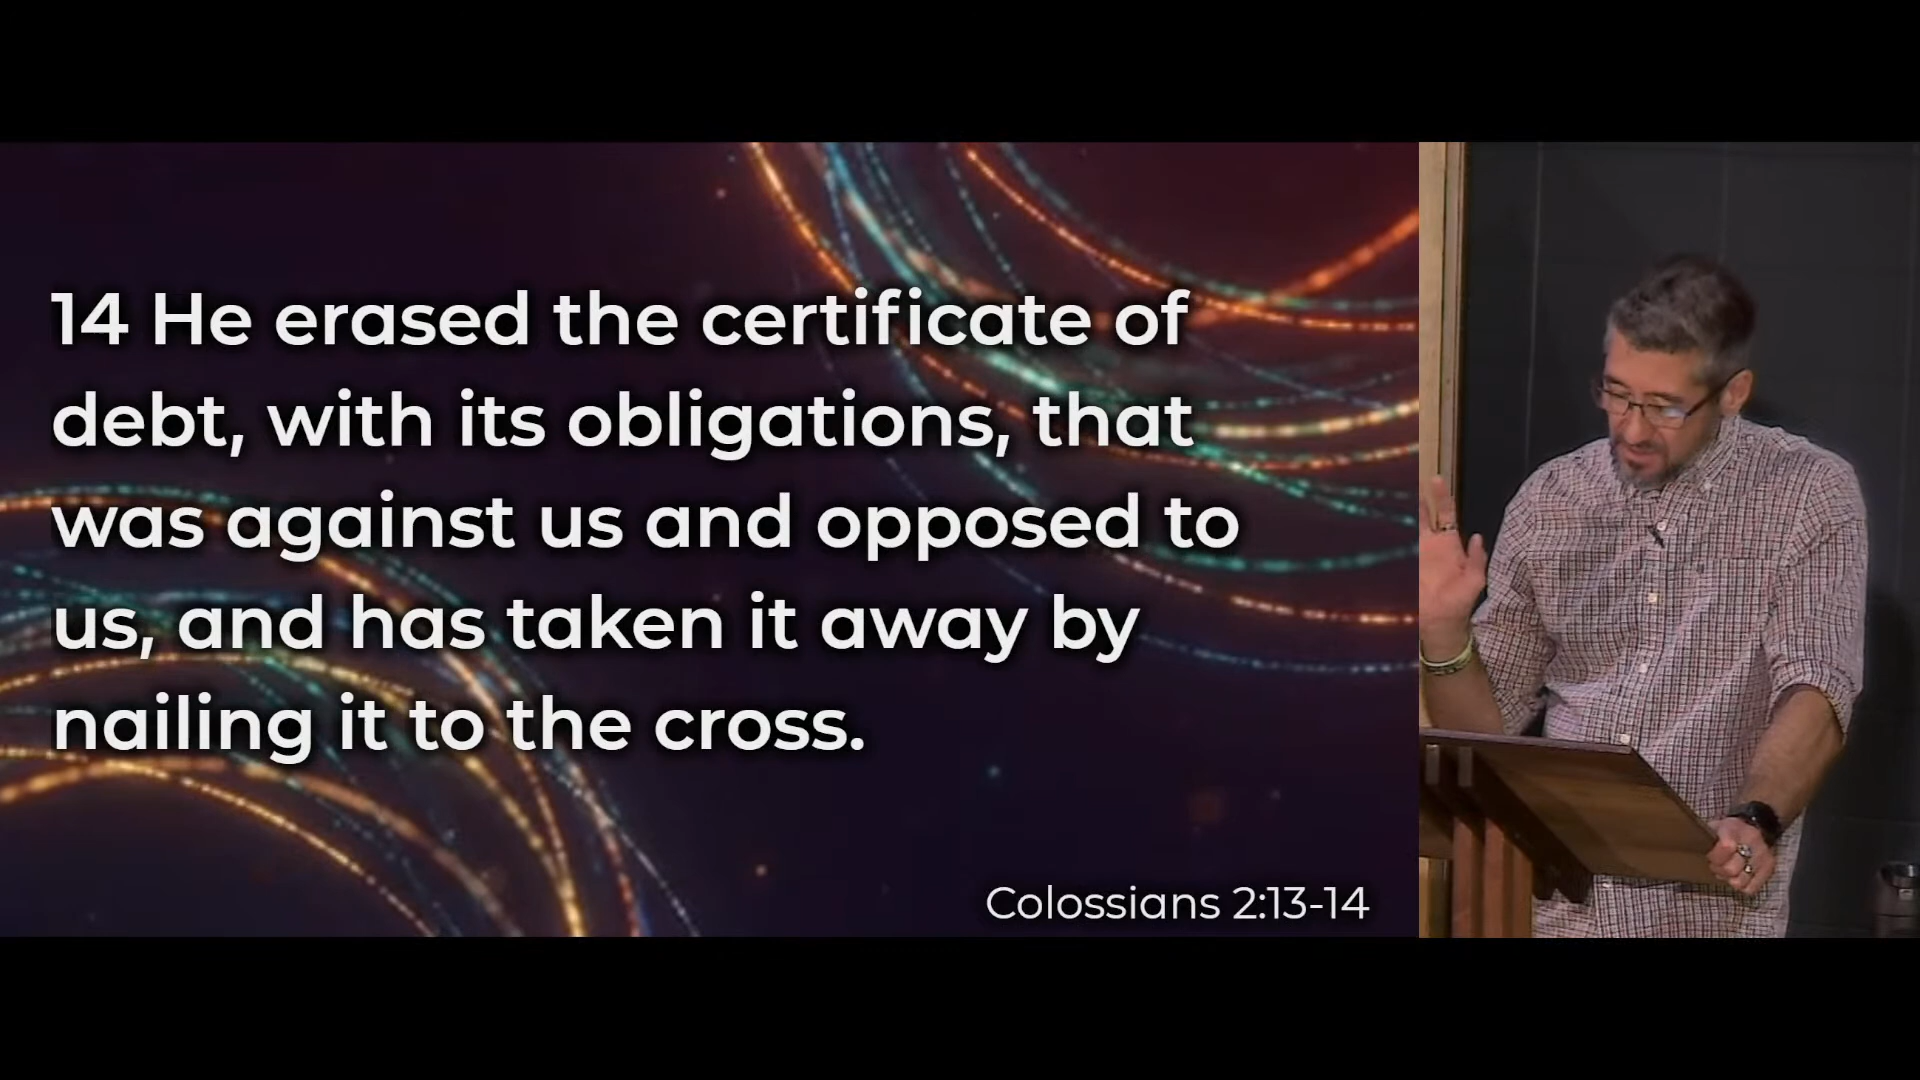 14 He erased the certificate of
debt, with its obligations, that
was against us and opposed to
us, and has taken it away by
nailing it to the cross.
Colossians 2:13-14